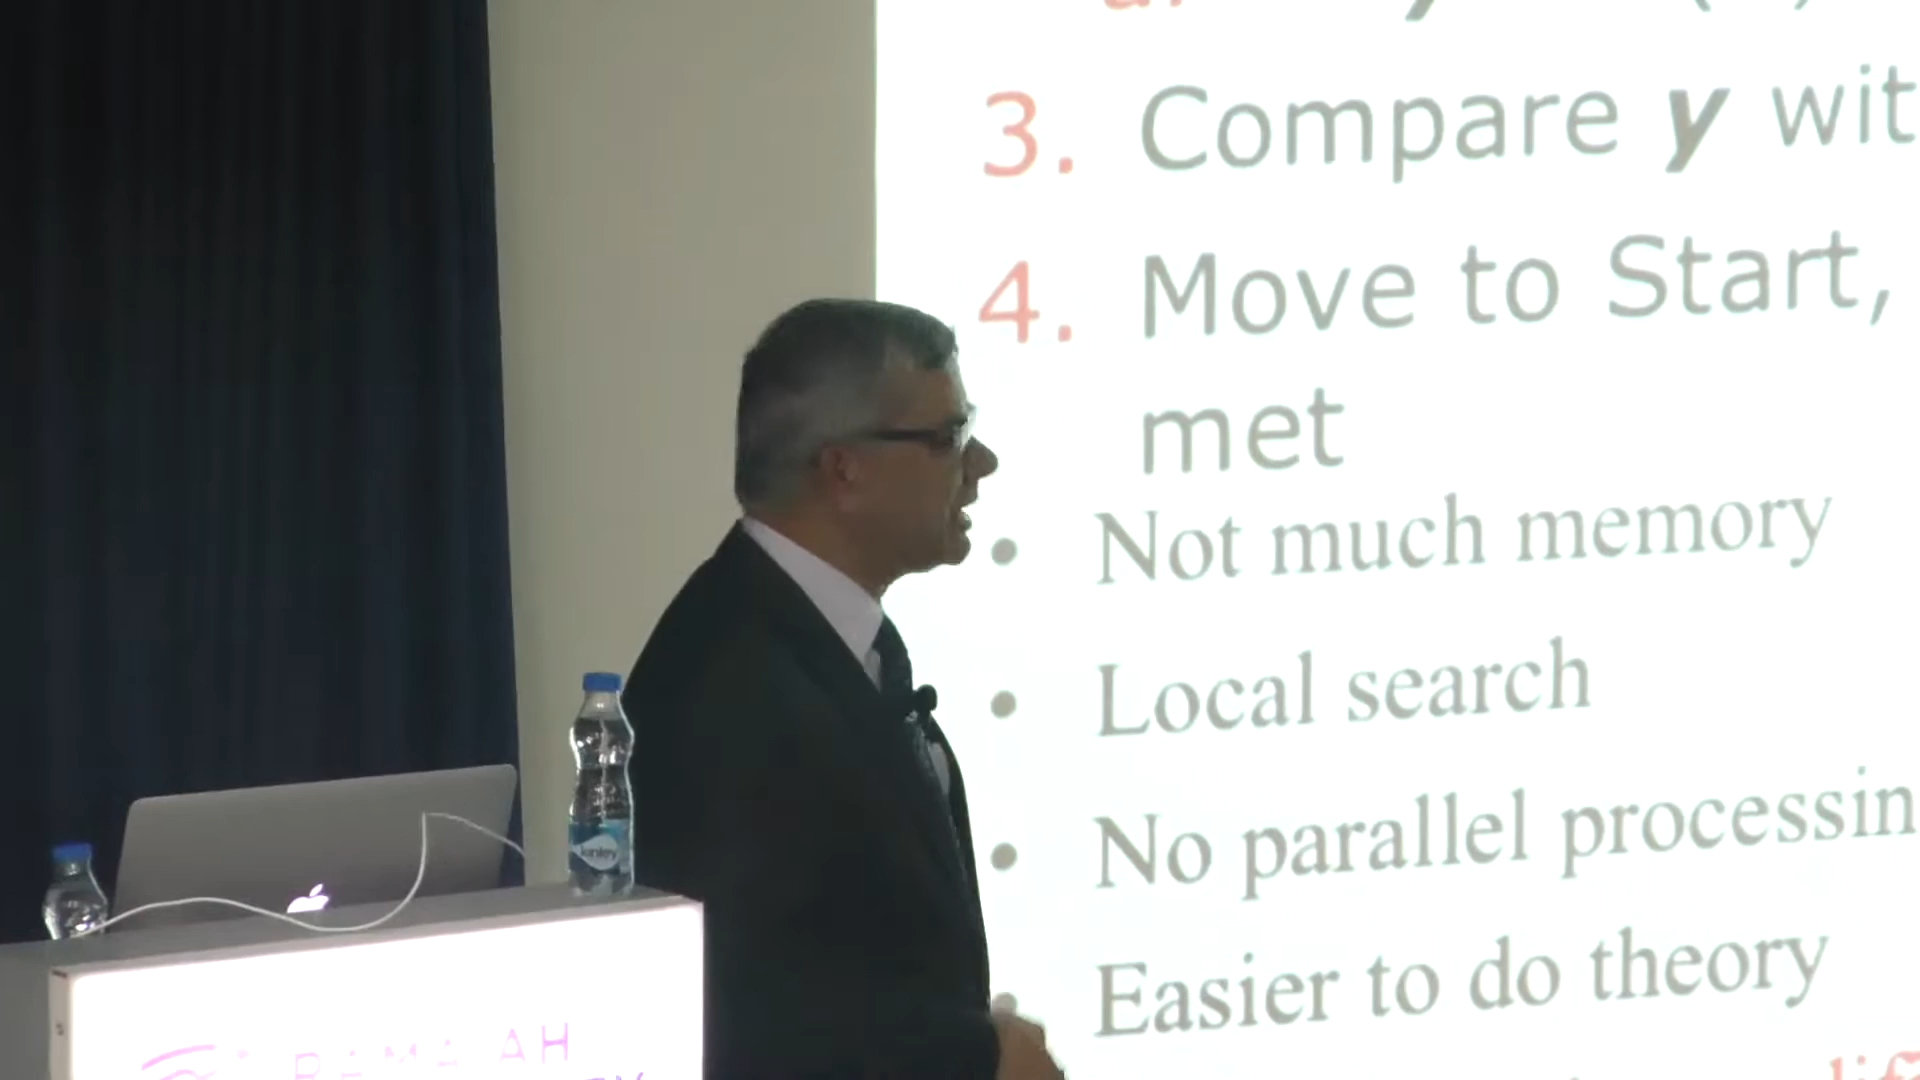 3. Compare y wit
4. Move to Start,
met
• Not much memory
• Local search
• No parallel processin
• Easier to do theory
kinley